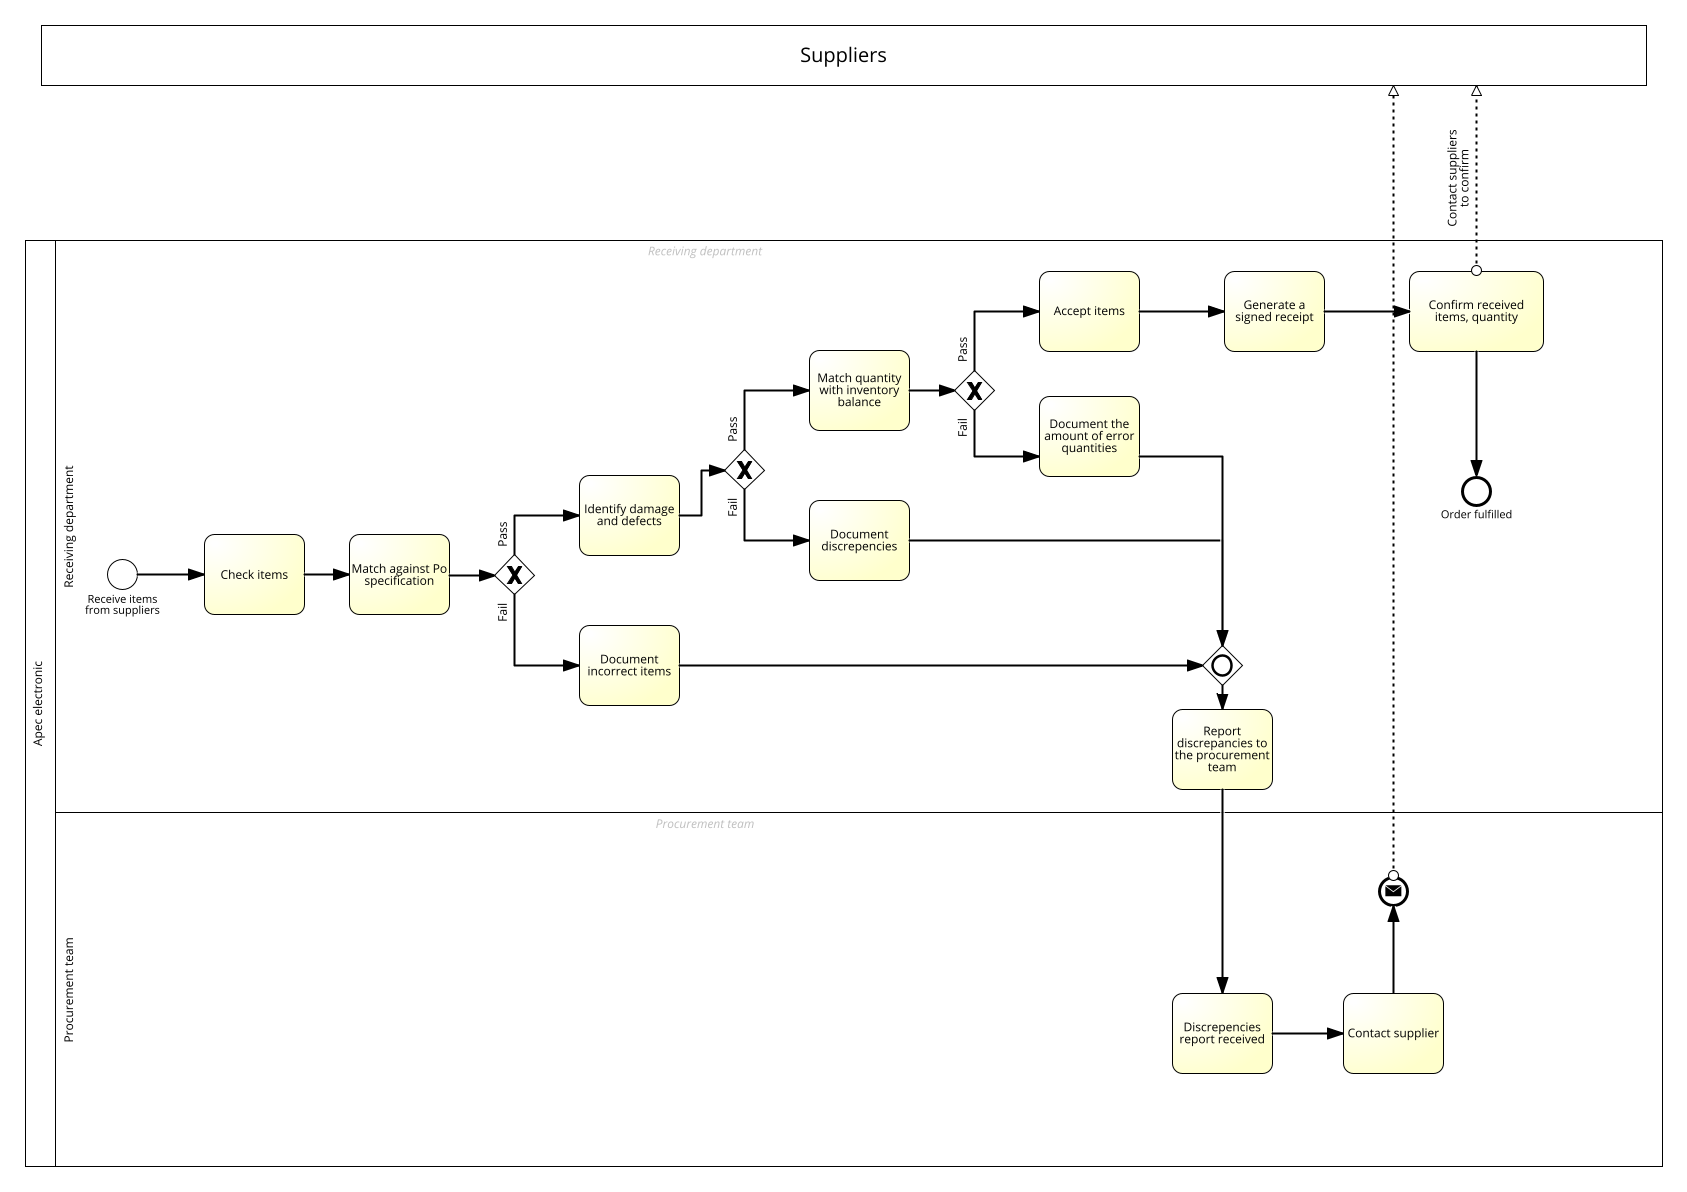 Suppliers
Contact suppliers
to confirm
Receiving department
Apec electronic
Receiving department
Receive items
from suppliers
Check items
Match against Po
specification
Pass
Fail
Identify damage
and defects
Document
incorrect items
Pass
Fail
Match quantity
with inventory
balance
Document
discrepencies
Pass
Fail
Accept items
Document the
amount of error
quantities
Generate a
signed receipt
Confirm received
items, quantity
Order fulfilled
Report
discrepancies to
the procurement
team
Procurement team
Procurement team
Discrepencies
report received
Contact supplier